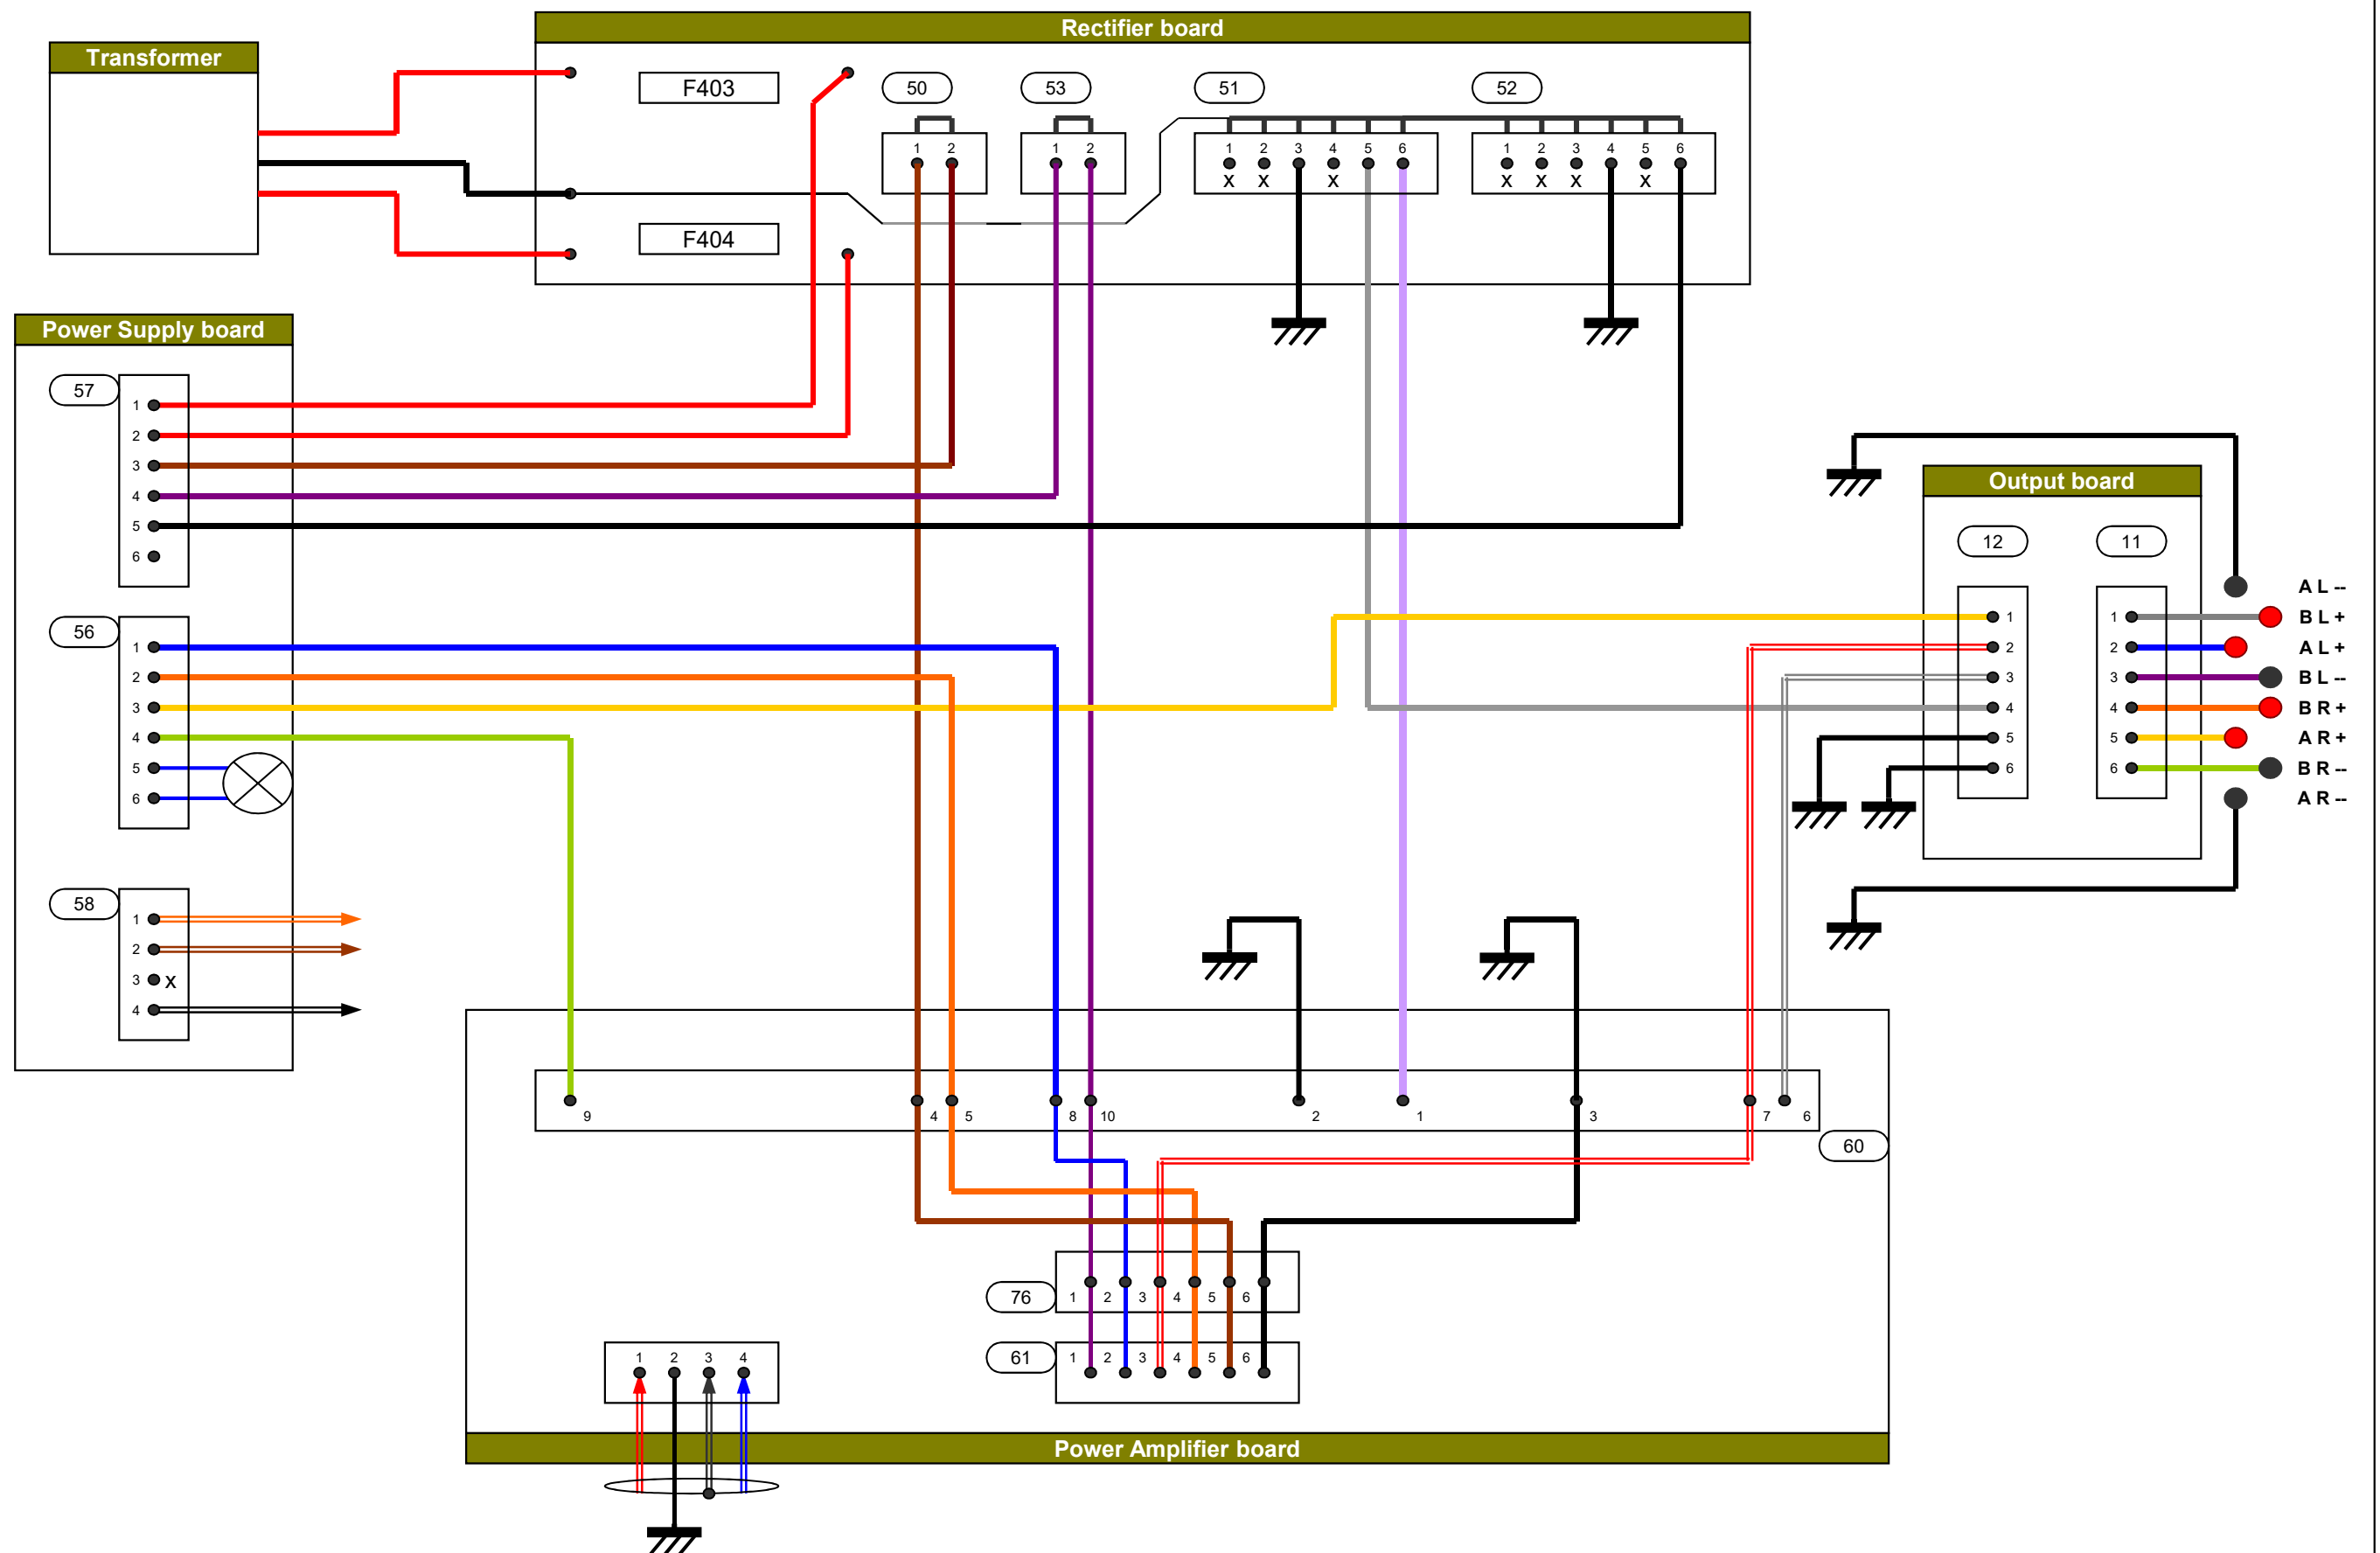 Rectifier board
Transformer
F403
50
53
51
52
1 2
1 2
1 2 3 4 5 6
1 2 3 4 5 6
X X X
X X X X
F404
Power Supply board
57
1
2
3
4
5
6
Output board
12
11
56
1
2
3
4
5
6
1
2
3
4
5
6
1
2
3
4
5
6
A L --
B L +
A L +
B L --
B R +
A R +
B R --
A R --
58
1
2
3 X
4
9 4 5 8 10 2 1 3 7 6
60
76
1 2 3 4 5 6
61
1 2 3 4 5 6
1 2 3 4
Power Amplifier board